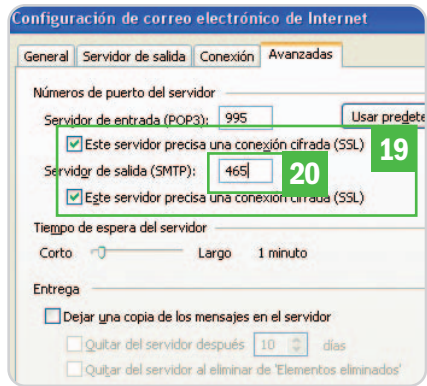 Configuración de correo electrónico de Internet
General Servidor de salida Conexión Avanzadas
Números de puerto del servidor
Servidor de entrada (POP3): 995 Usar predete
Este servidor precisa una conexión cifrada (SSL) 19
Servidor de salida (SMTP): 465 20
Este servidor precisa una conexión cifrada (SSL)
Tiempo de espera del servidor
Corto Largo 1 minuto
Entrega
Dejar una copia de los mensajes en el servidor
Quitar del servidor después 10 días
Quitar del servidor al eliminar de 'Elementos eliminados'